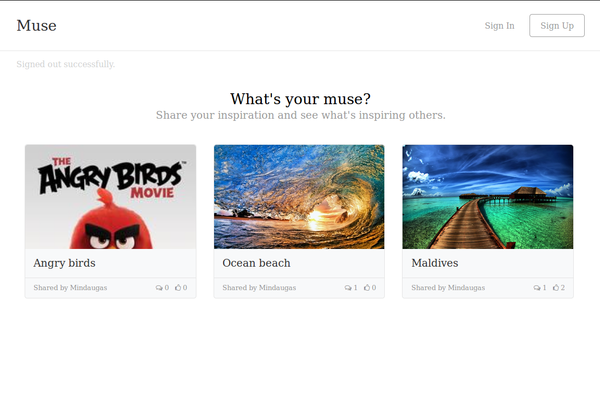 Muse
Sign In
Sign Up
Signed out successfully.
What's your muse?
Share your inspiration and see what's inspiring others.
THE
ANGRY BIRDS™
MOVIE
Angry birds
Shared by Mindaugas
0
0
Ocean beach
Shared by Mindaugas
1
0
Maldives
Shared by Mindaugas
1
2